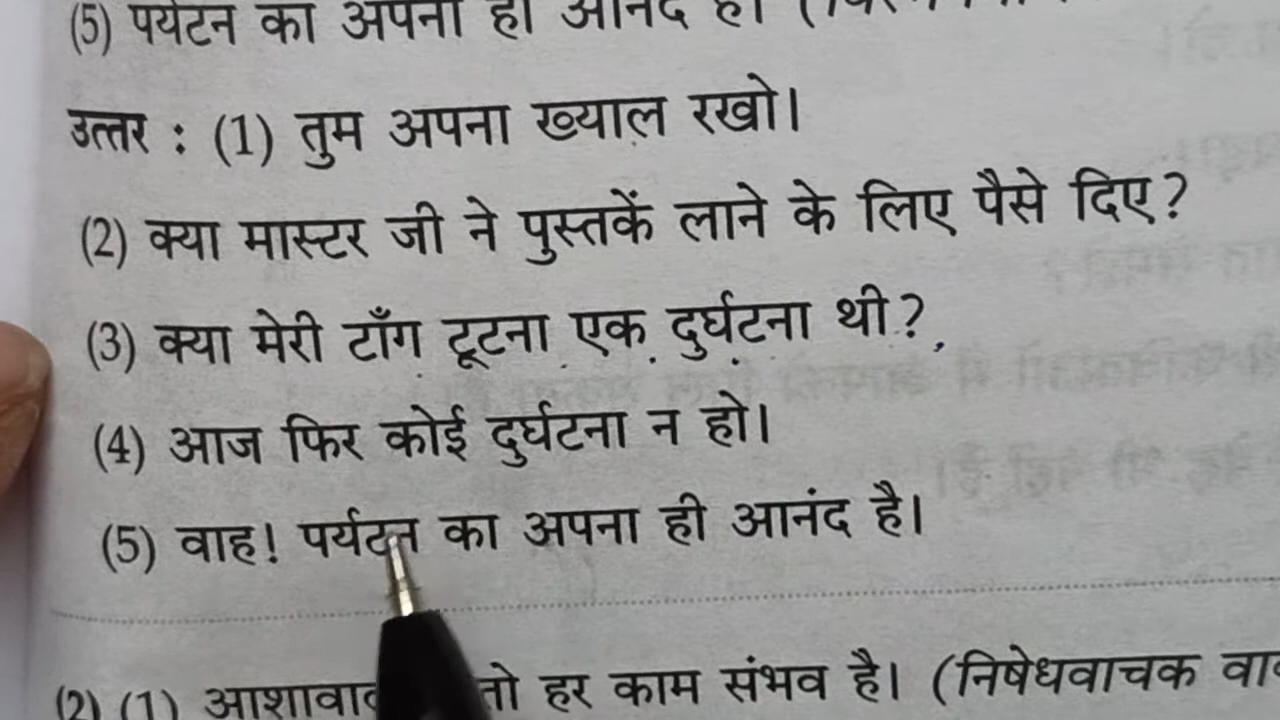 (5) पर्यटन का अपना ही आनंद है। (
उत्तर : (1) तुम अपना ख्याल रखो।
(2) क्या मास्टर जी ने पुस्तकें लाने के लिए पैसे दिए?
(3) क्या मेरी टाँग टूटना एक दुर्घटना थी?
(4) आज फिर कोई दुर्घटना न हो।
(5) वाह! पर्यटन का अपना ही आनंद है।
(2) (1) तो हर काम संभव है। (निषेधवाचक